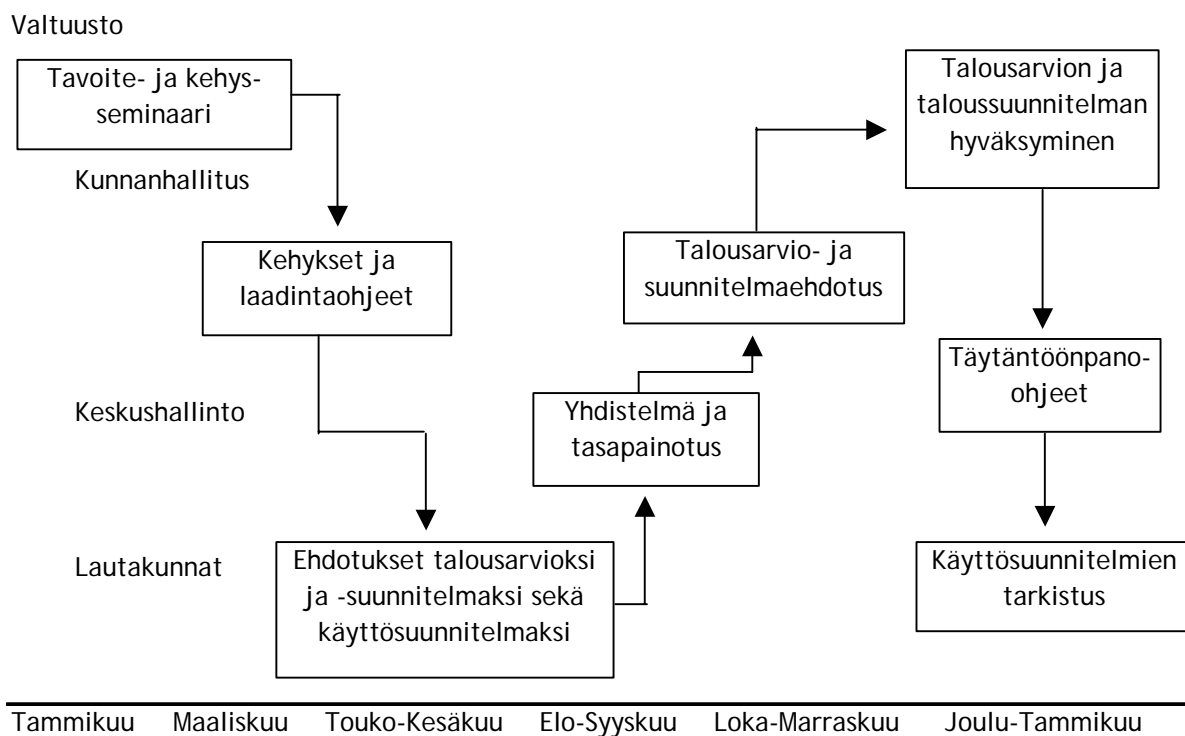 Valtuusto
Tavoite- ja kehys-
seminaari
Talousarvion ja
taloussuunnitelman
hyväksyminen
Kunnanhallitus
Kehykset ja
laadintaohjeet
Talousarvio- ja
suunnitelmaehdotus
Keskushallinto
Yhdistelmä ja
tasapainotus
Täytäntöönpano-
ohjeet
Lautakunnat
Ehdotukset talousarvioksi
ja -suunnitelmaksi sekä
käyttösuunnitelmaksi
Käyttösuunnitelmien
tarkistus
Tammikuu Maaliskuu Touko-Kesäkuu Elo-Syyskuu Loka-Marraskuu Joulu-Tammikuu